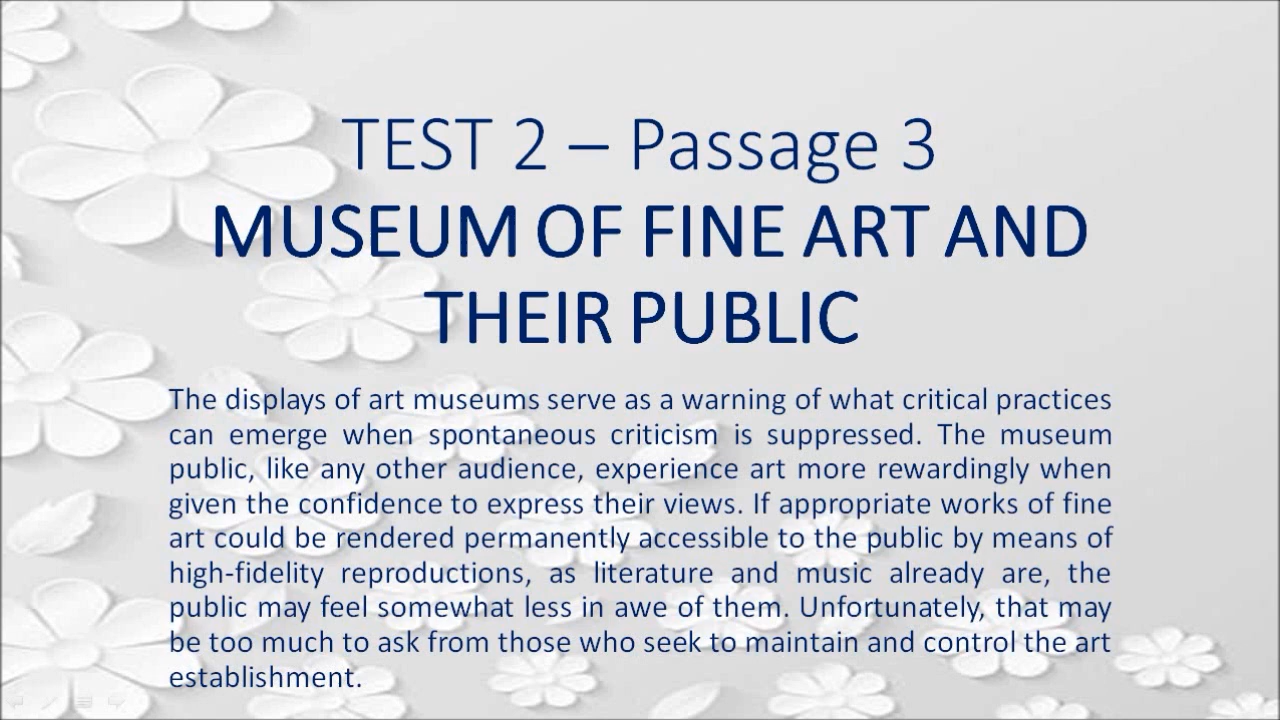 TEST 2 – Passage 3
MUSEUM OF FINE ART AND
THEIR PUBLIC
The displays of art museums serve as a warning of what critical practices
can emerge when spontaneous criticism is suppressed. The museum
public, like any other audience, experience art more rewardingly when
given the confidence to express their views. If appropriate works of fine
art could be rendered permanently accessible to the public by means of
high-fidelity reproductions, as literature and music already are, the
public may feel somewhat less in awe of them. Unfortunately, that may
be too much to ask from those who seek to maintain and control the art
establishment.